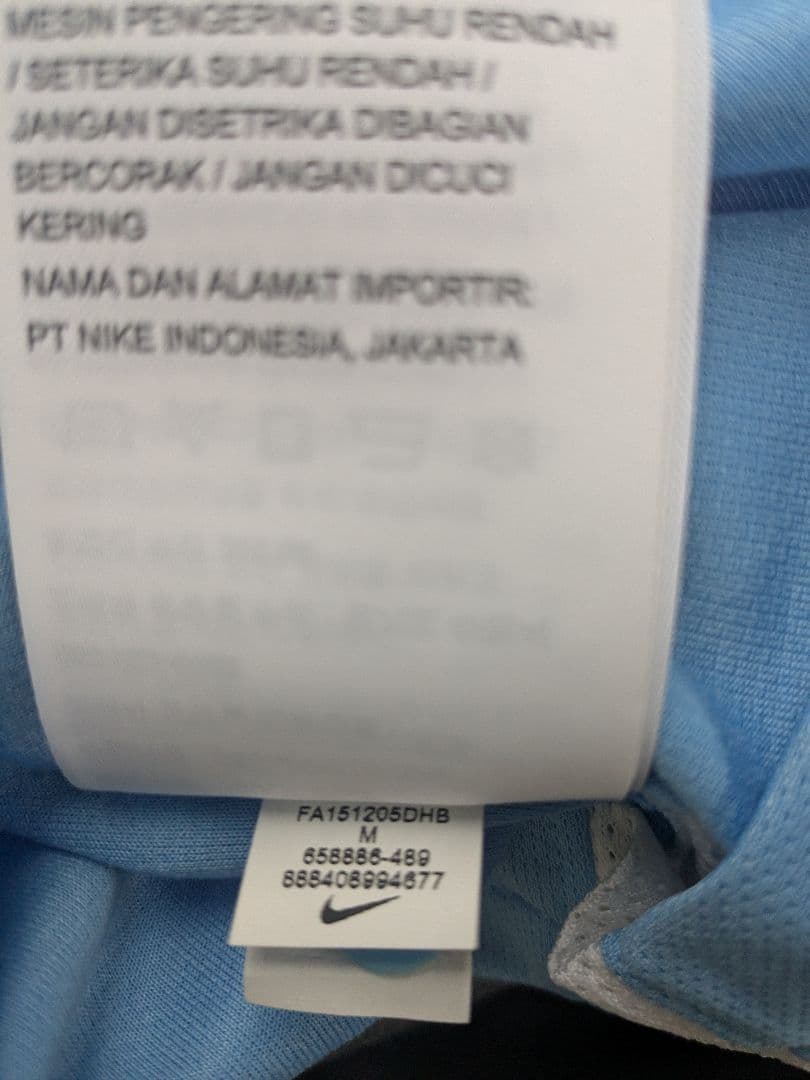 MESIN PENGERING SUHU RENDAH
/ SETERIKA SUHU RENDAH /
JANGAN DISETRIKA DIBAGIAN
BERCORAK / JANGAN DICUCI
KERING
NAMA DAN ALAMAT IMPORTIR:
PT NIKE INDONESIA, JAKARTA
FA151205DHB
M
658886-489
888408994677